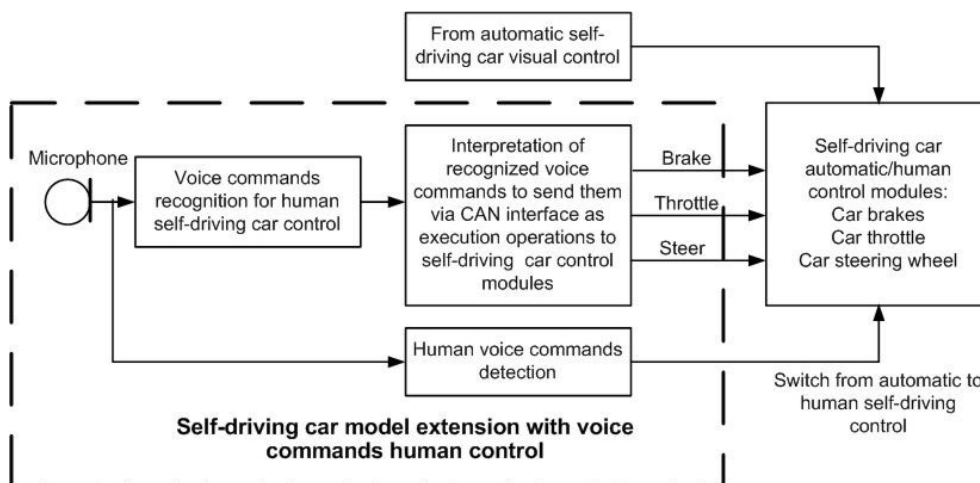 From automatic self-
driving car visual control
Microphone
Voice commands
recognition for human
self-driving car control
Interpretation of
recognized voice
commands to send them
via CAN interface as
execution operations to
self-driving car control
modules
Brake
Throttle
Steer
Self-driving car
automatic/human
control modules:
Car brakes
Car throttle
Car steering wheel
Human voice commands
detection
Switch from automatic to
human self-driving
control
Self-driving car model extension with voice
commands human control